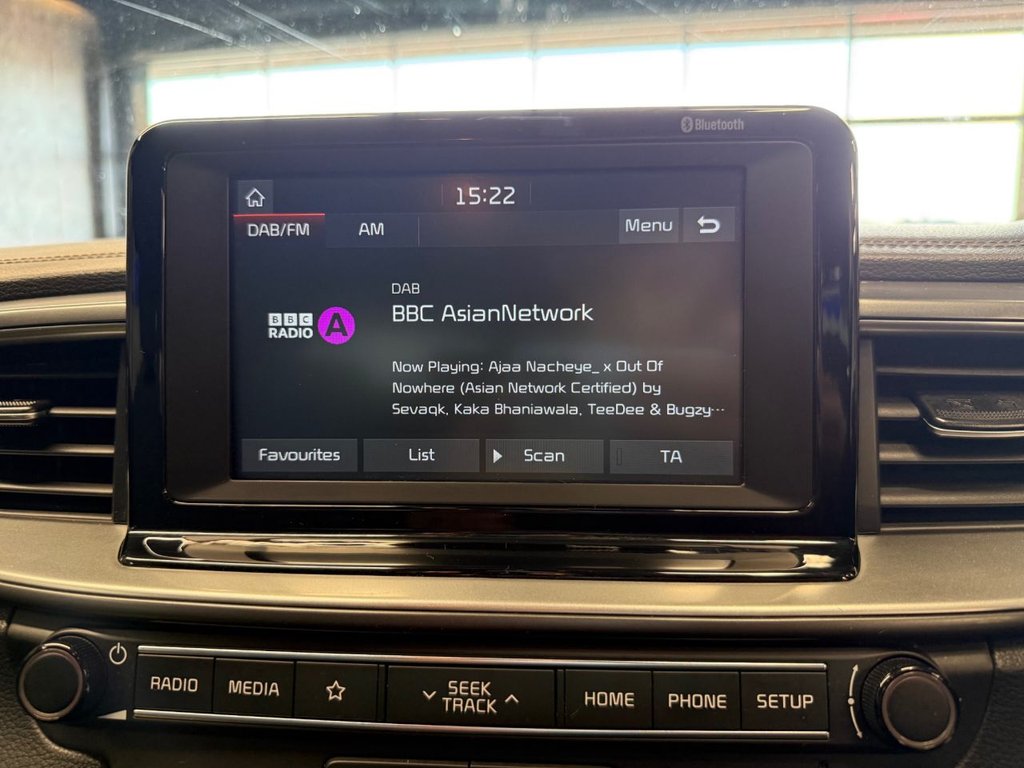 Bluetooth
15:22
DAB/FM AM Menu
DAB
BBC AsianNetwork
BBC
RADIO A
Now Playing: Ajaa Nacheye_ x Out Of
Nowhere (Asian Network Certified) by
Sevaqk, Kaka Bhaniawala, TeeDee & Bugzy...
Favourites List Scan TA
RADIO MEDIA SEEK TRACK HOME PHONE SETUP